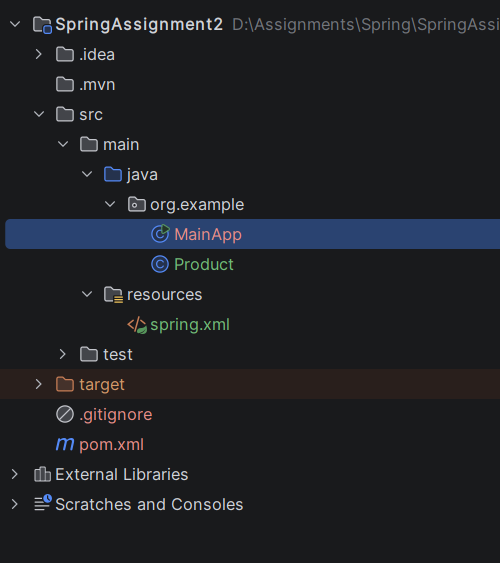 SpringAssignment2 D:\Assignments\Spring\SpringAssi
.idea
.mvn
src
main
java
org.example
MainApp
Product
resources
spring.xml
test
target
.gitignore
pom.xml
External Libraries
Scratches and Consoles